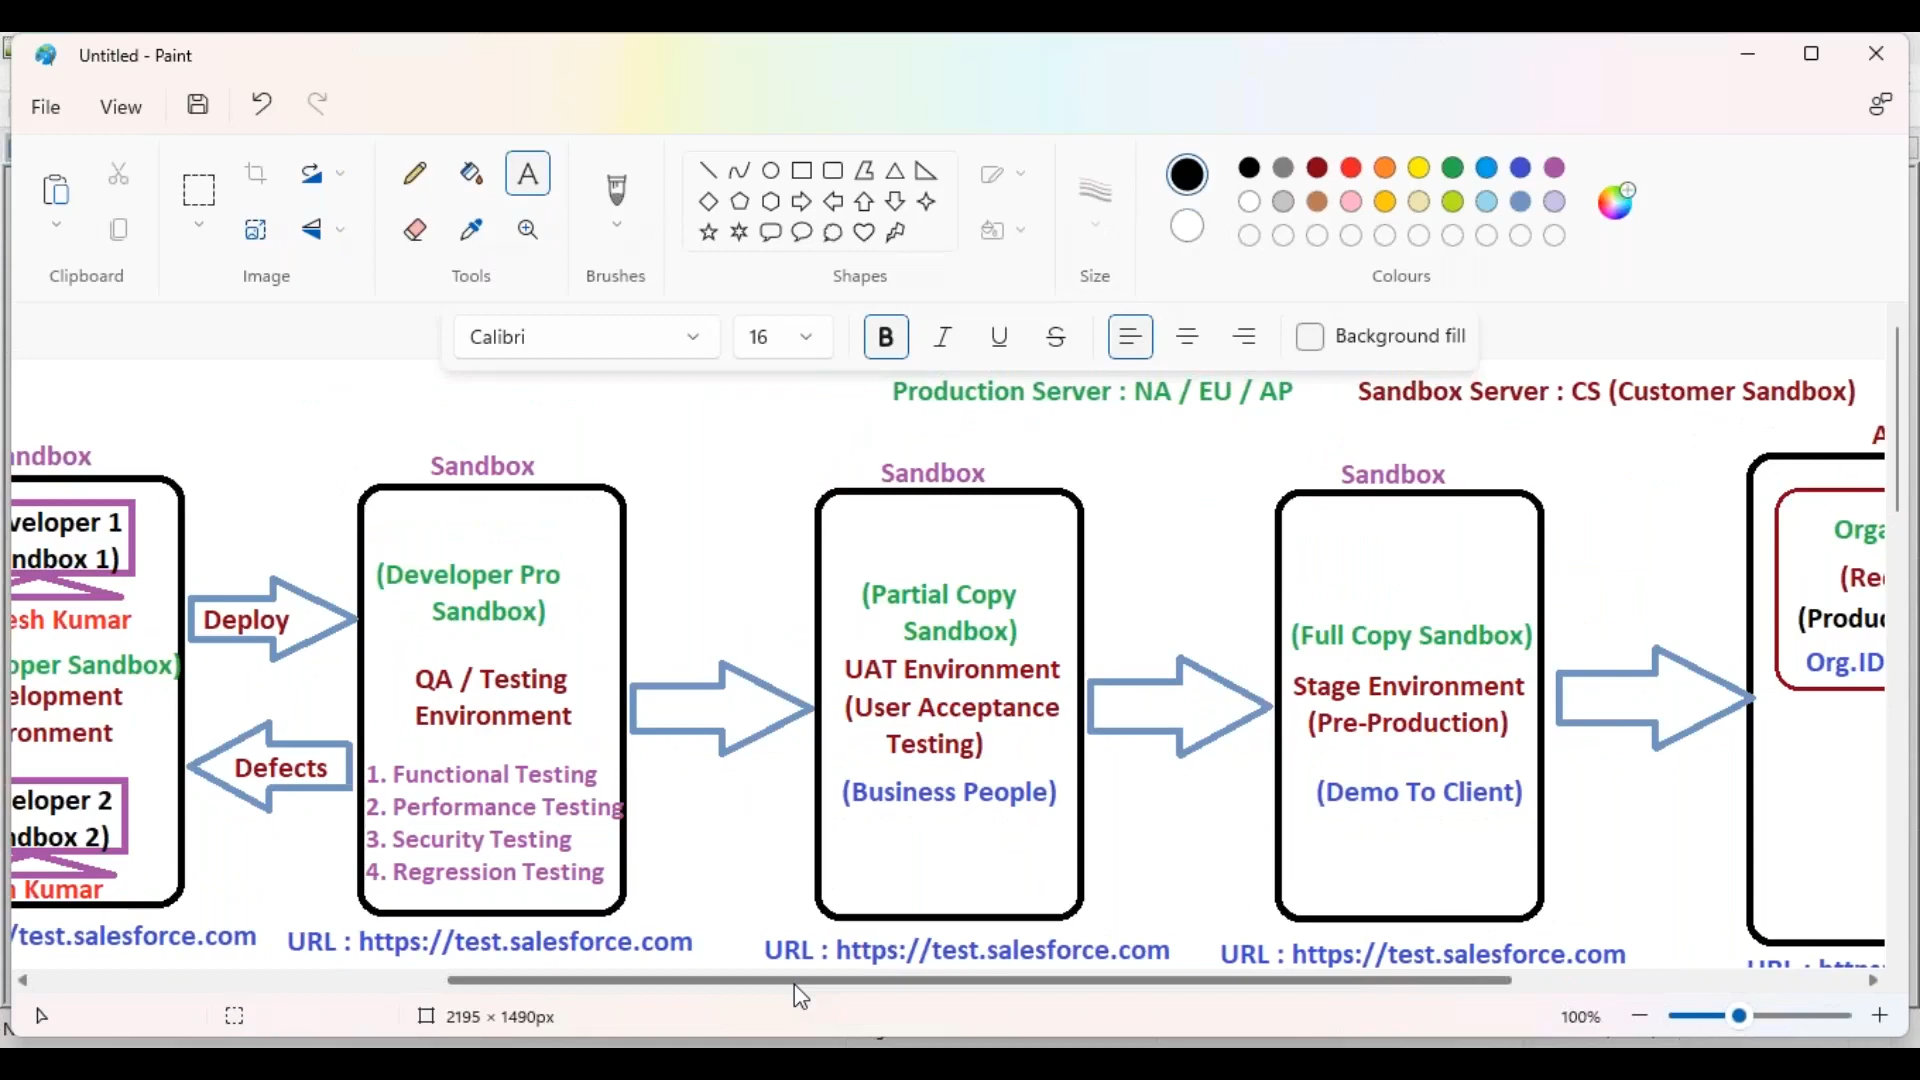 Untitled - Paint
File
View
Clipboard
Image
Tools
Brushes
Shapes
Size
Colours
Calibri
16
B
Background fill
Production Server : NA / EU / AP
Sandbox Server : CS (Customer Sandbox)
ndbox
veloper 1
ndbox 1)
esh Kumar
oper Sandbox)
elopment
ronment
eloper 2
ndbox 2)
Kumar
/test.salesforce.com
Deploy
Defects
Sandbox
(Developer Pro
Sandbox)
QA / Testing
Environment
1. Functional Testing
2. Performance Testing
3. Security Testing
4. Regression Testing
URL : https://test.salesforce.com
Sandbox
(Partial Copy
Sandbox)
UAT Environment
(User Acceptance
Testing)
(Business People)
URL : https://test.salesforce.com
Sandbox
(Full Copy Sandbox)
Stage Environment
(Pre-Production)
(Demo To Client)
URL : https://test.salesforce.com
A
Orga
(Re
(Produc
Org.ID
2195 × 1490px
100%